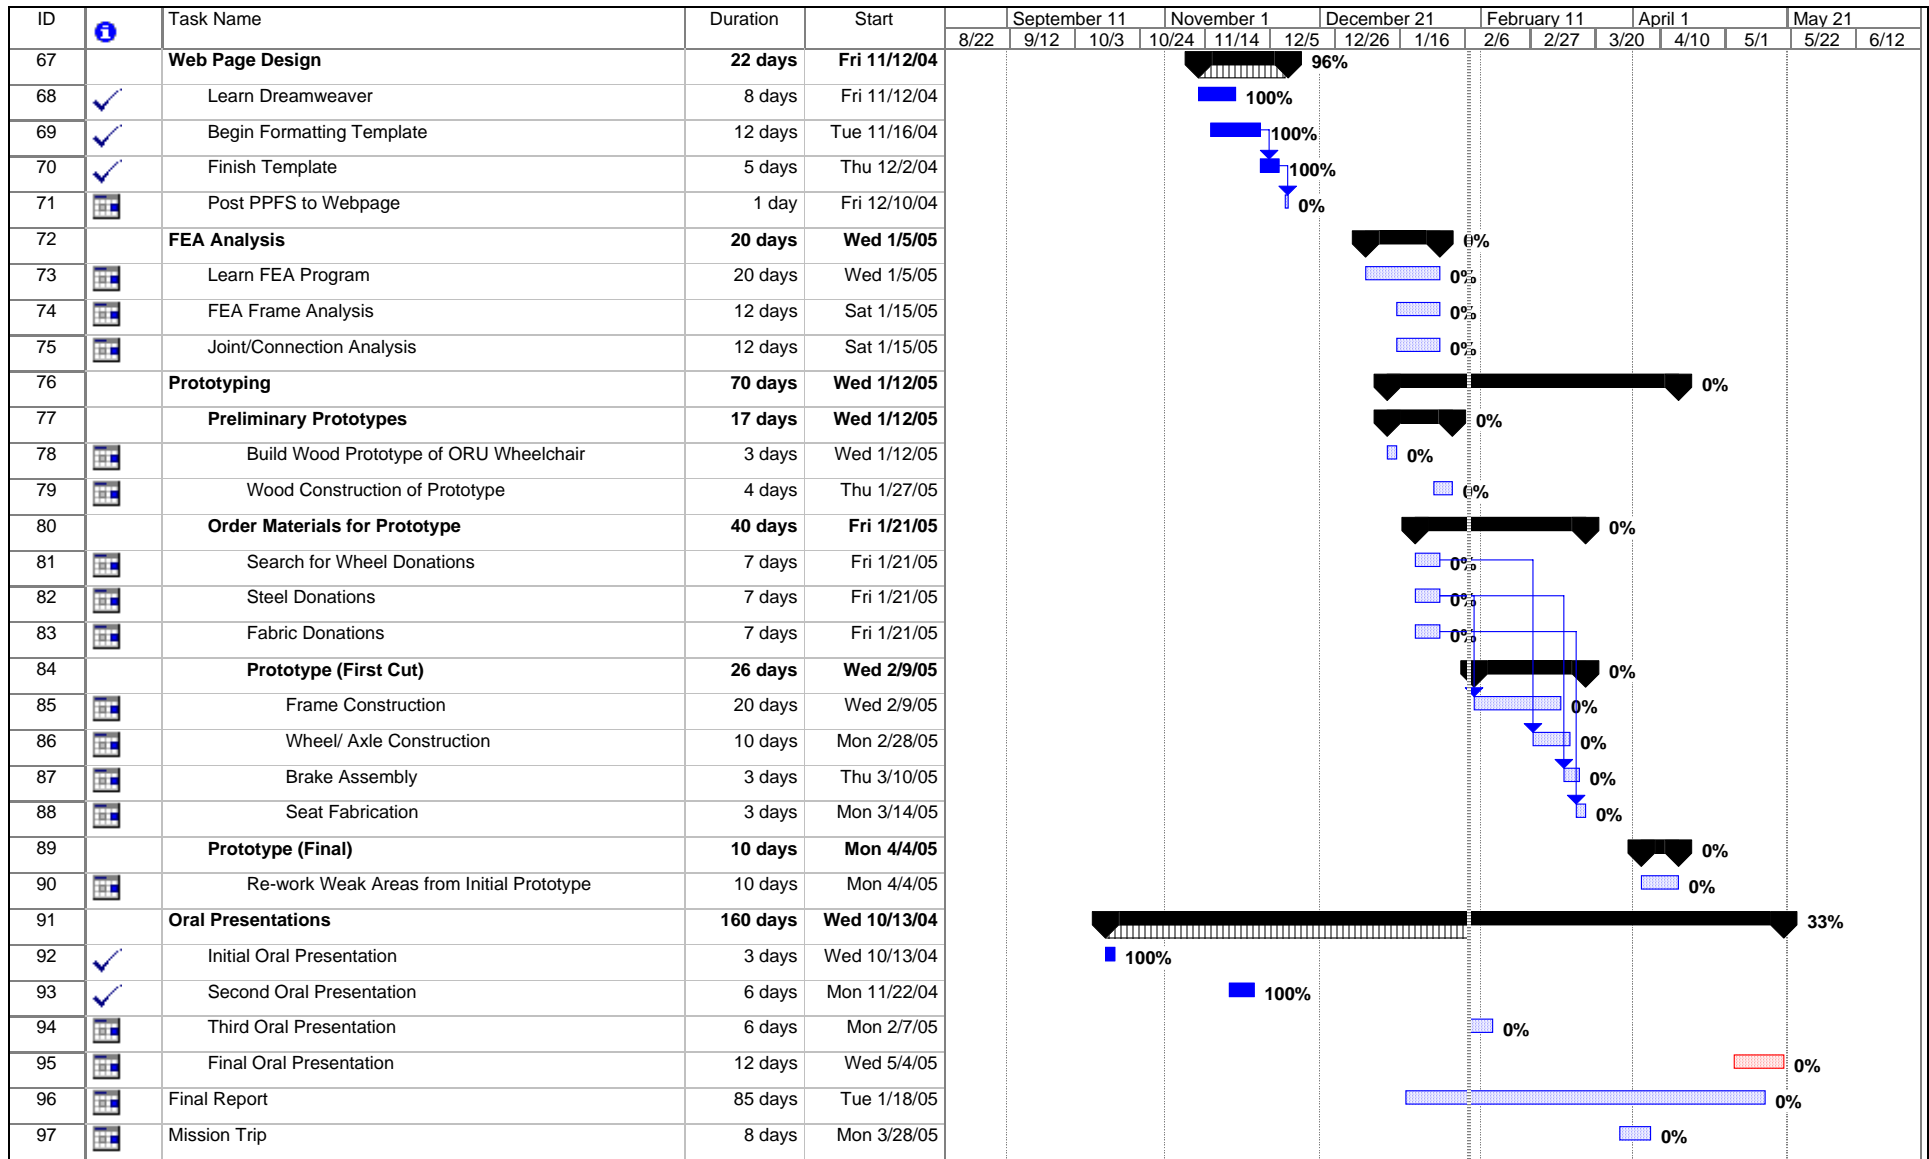 ID Task Name Duration Start September 11 November 1 December 21 February 11 April 1 May 21
8/22 9/12 10/3 10/24 11/14 12/5 12/26 1/16 2/6 2/27 3/20 4/10 5/1 5/22 6/12
67 Web Page Design 22 days Fri 11/12/04 96%
68 Learn Dreamweaver 8 days Fri 11/12/04 100%
69 Begin Formatting Template 12 days Tue 11/16/04 100%
70 Finish Template 5 days Thu 12/2/04 100%
71 Post PPFS to Webpage 1 day Fri 12/10/04 0%
72 FEA Analysis 20 days Wed 1/5/05 0%
73 Learn FEA Program 20 days Wed 1/5/05 0%
74 FEA Frame Analysis 12 days Sat 1/15/05 0%
75 Joint/Connection Analysis 12 days Sat 1/15/05 0%
76 Prototyping 70 days Wed 1/12/05 0%
77 Preliminary Prototypes 17 days Wed 1/12/05 0%
78 Build Wood Prototype of ORU Wheelchair 3 days Wed 1/12/05 0%
79 Wood Construction of Prototype 4 days Thu 1/27/05 0%
80 Order Materials for Prototype 40 days Fri 1/21/05 0%
81 Search for Wheel Donations 7 days Fri 1/21/05 0%
82 Steel Donations 7 days Fri 1/21/05 0%
83 Fabric Donations 7 days Fri 1/21/05 0%
84 Prototype (First Cut) 26 days Wed 2/9/05 0%
85 Frame Construction 20 days Wed 2/9/05 0%
86 Wheel/ Axle Construction 10 days Mon 2/28/05 0%
87 Brake Assembly 3 days Thu 3/10/05 0%
88 Seat Fabrication 3 days Mon 3/14/05 0%
89 Prototype (Final) 10 days Mon 4/4/05 0%
90 Re-work Weak Areas from Initial Prototype 10 days Mon 4/4/05 0%
91 Oral Presentations 160 days Wed 10/13/04 33%
92 Initial Oral Presentation 3 days Wed 10/13/04 100%
93 Second Oral Presentation 6 days Mon 11/22/04 100%
94 Third Oral Presentation 6 days Mon 2/7/05 0%
95 Final Oral Presentation 12 days Wed 5/4/05 0%
96 Final Report 85 days Tue 1/18/05 0%
97 Mission Trip 8 days Mon 3/28/05 0%